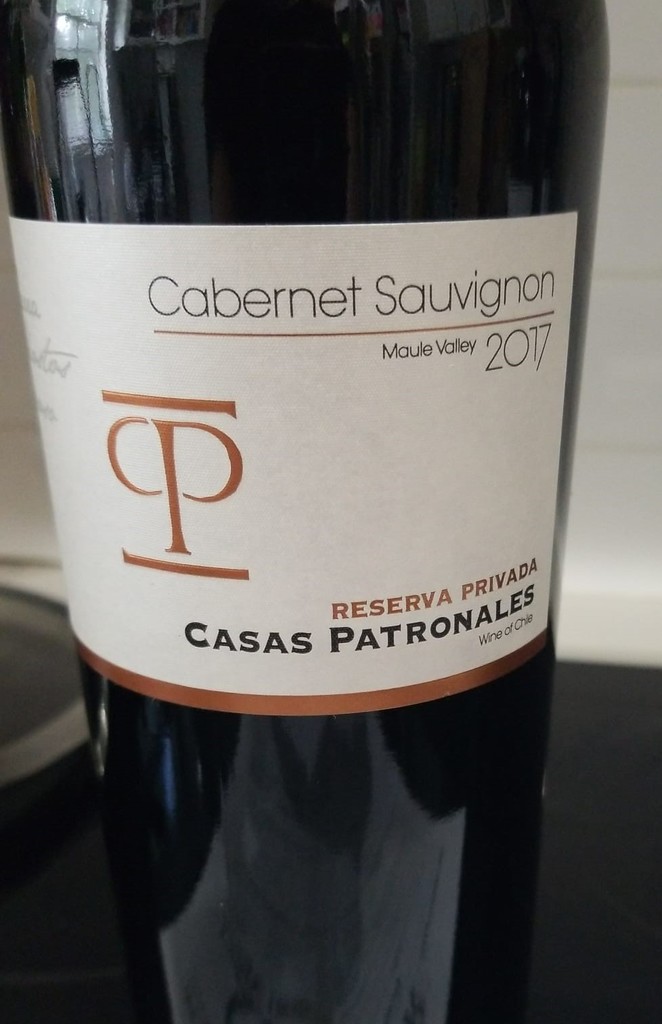 Cabernet Sauvignon
Maule Valley 2017
CP
RESERVA PRIVADA
CASAS PATRONALES
Wine of Chile